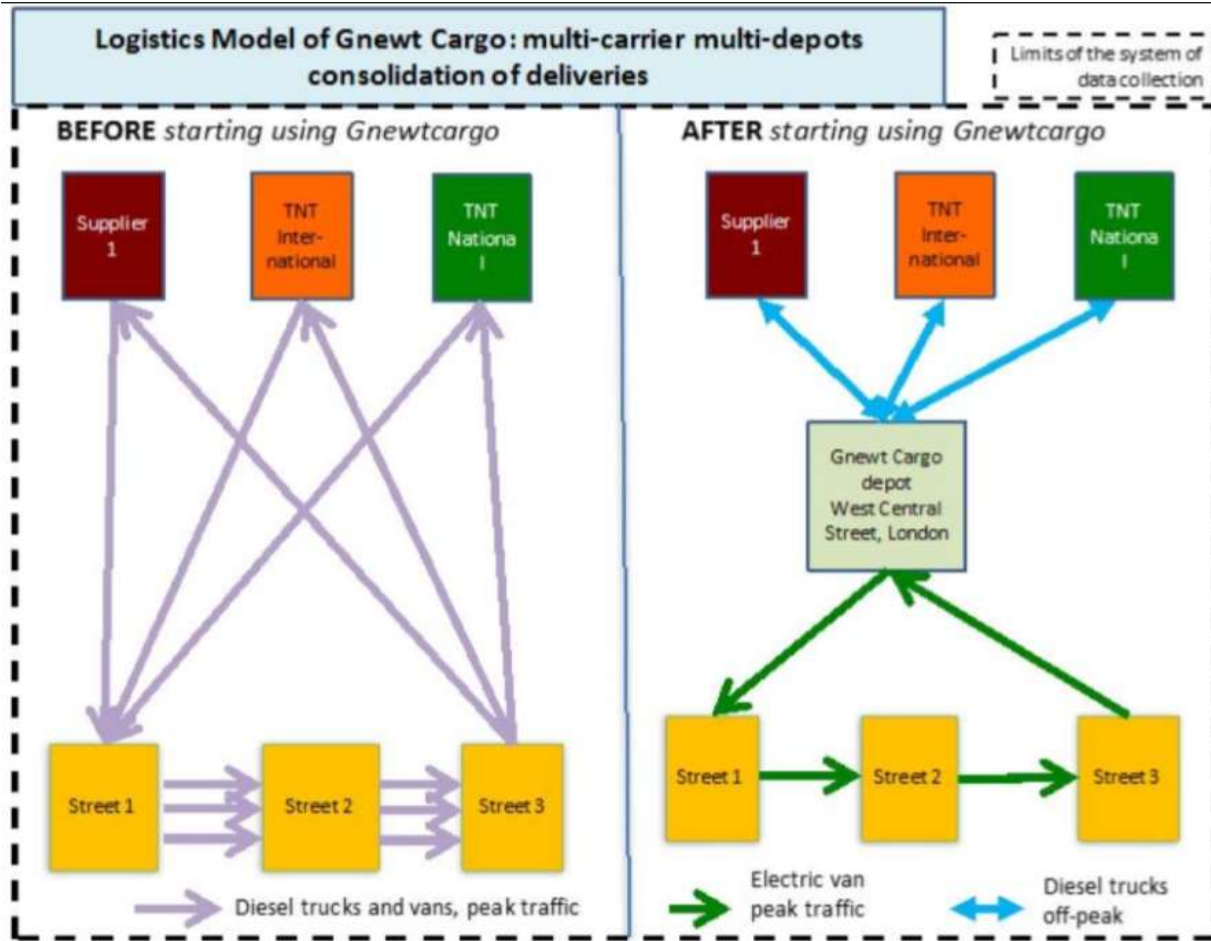 Logistics Model of Gnewt Cargo: multi-carrier multi-depots
consolidation of deliveries
Limits of the system of
data collection
BEFORE starting using Gnewtcargo
Supplier
1
TNT
Inter-
national
TNT
Nationa
l
Street 1
Street 2
Street 3
Diesel trucks and vans, peak traffic
AFTER starting using Gnewtcargo
Supplier
1
TNT
Inter-
national
TNT
Nationa
l
Gnewt Cargo
depot
West Central
Street, London
Street 1
Street 2
Street 3
Electric van
peak traffic
Diesel trucks
off-peak